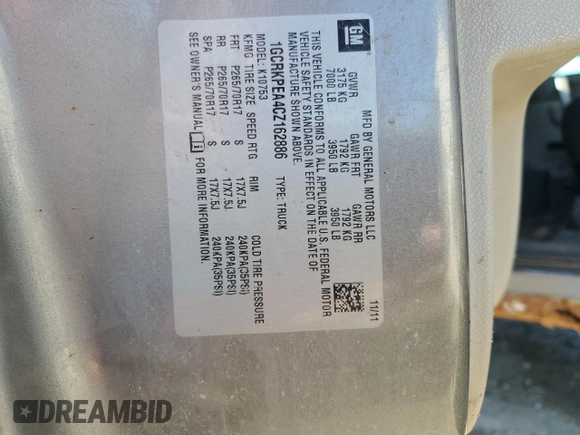 GM
MFD BY GENERAL MOTORS LLC
11/11
GVWR GAWR FRT GAWR RR
3175 KG 1792 KG 1792 KG
7000 LB 3950 LB 3950 LB
THIS VEHICLE CONFORMS TO ALL APPLICABLE U.S. FEDERAL MOTOR
VEHICLE SAFETY STANDARDS IN EFFECT ON THE DATE OF
MANUFACTURE SHOWN ABOVE.
1GCRKPEA4CZ162886 TYPE: TRUCK
MODEL: K10753
KFMG TIRE SIZE SPEED RTG RIM COLD TIRE PRESSURE
FRT P265/70R17 S 17X7.5J 240KPA(35PSI)
RR P265/70R17 S 17X7.5J 240KPA(35PSI)
SPA P265/70R17 S 17X7.5J 240KPA(35PSI)
SEE OWNER'S MANUAL i FOR MORE INFORMATION.
DREAMBID